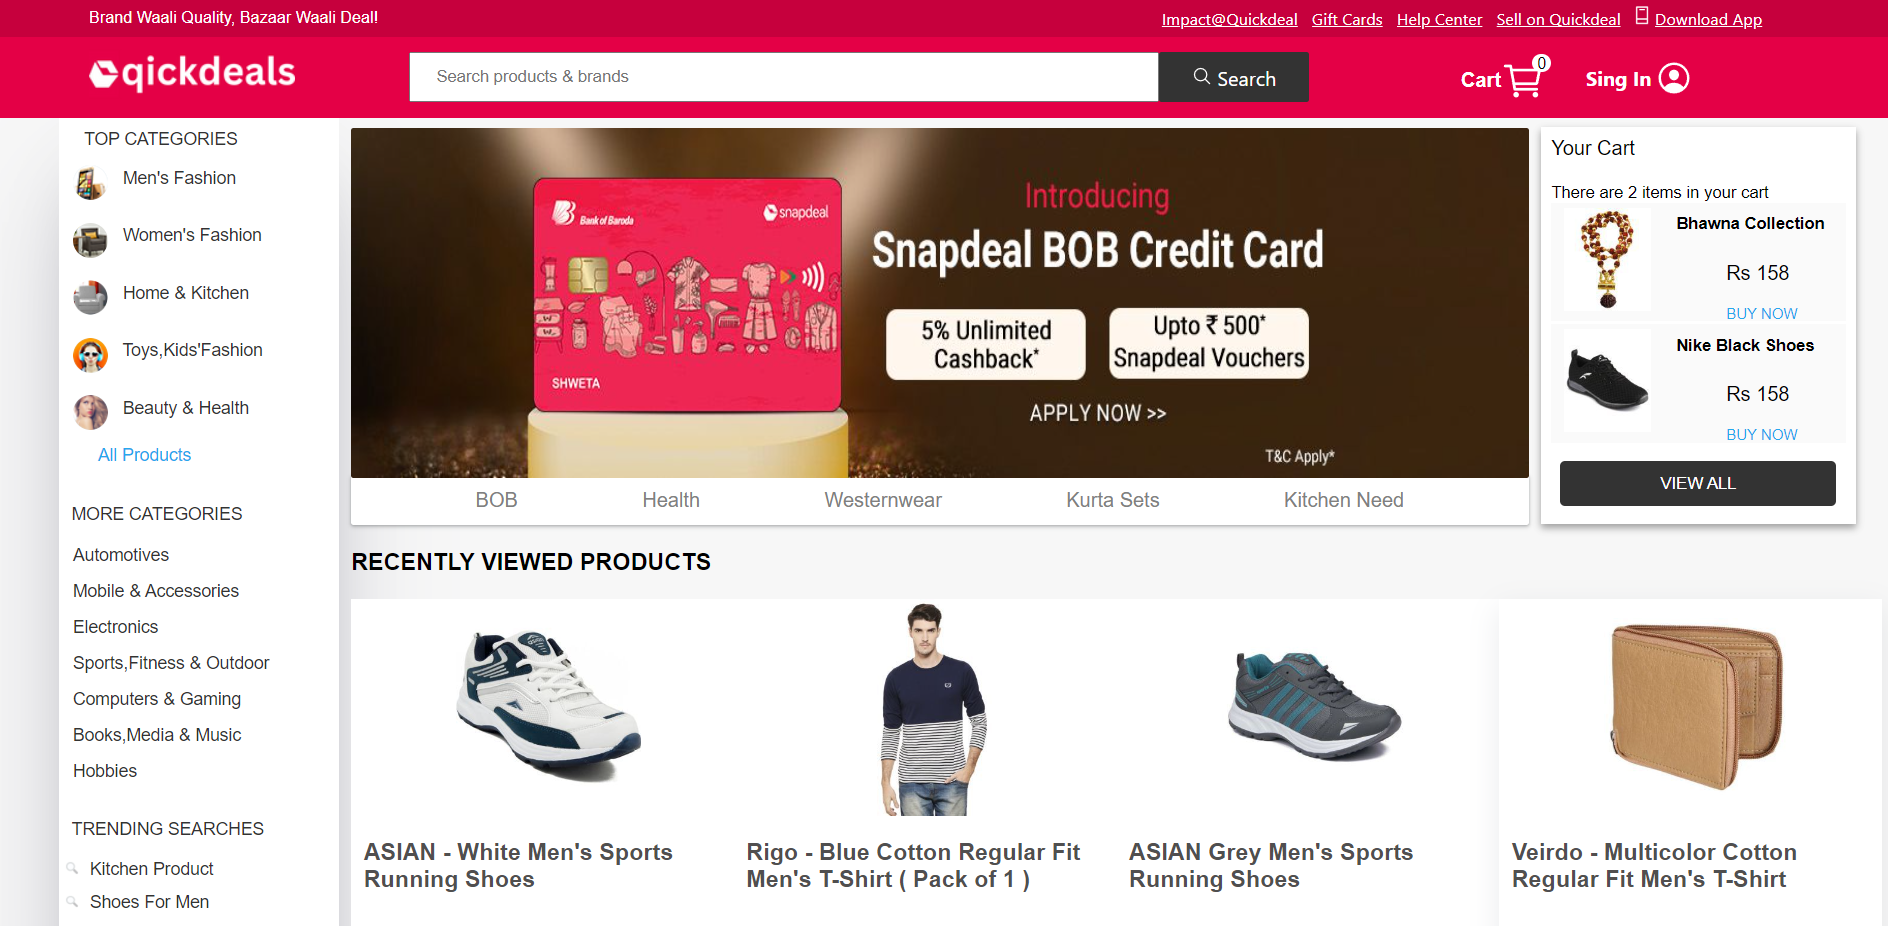 Brand Waali Quality, Bazaar Waali Deal!
Impact@Quickdeal Gift Cards Help Center Sell on Quickdeal Download App
qickdeals
Search products & brands
Search
Cart 0
Sing In
TOP CATEGORIES
Men's Fashion
Women's Fashion
Home & Kitchen
Toys,Kids'Fashion
Beauty & Health
All Products
MORE CATEGORIES
Automotives
Mobile & Accessories
Electronics
Sports,Fitness & Outdoor
Computers & Gaming
Books,Media & Music
Hobbies
TRENDING SEARCHES
Kitchen Product
Shoes For Men
Bank of Baroda
snapdeal
SHWETA
Introducing
Snapdeal BOB Credit Card
5% Unlimited
Cashback*
Upto ₹ 500*
Snapdeal Vouchers
APPLY NOW >>
T&C Apply*
BOB Health Westernwear Kurta Sets Kitchen Need
Your Cart
There are 2 items in your cart
Bhawna Collection
Rs 158
BUY NOW
Nike Black Shoes
Rs 158
BUY NOW
VIEW ALL
RECENTLY VIEWED PRODUCTS
ASIAN - White Men's Sports
Running Shoes
Rigo - Blue Cotton Regular Fit
Men's T-Shirt ( Pack of 1 )
ASIAN Grey Men's Sports
Running Shoes
Veirdo - Multicolor Cotton
Regular Fit Men's T-Shirt